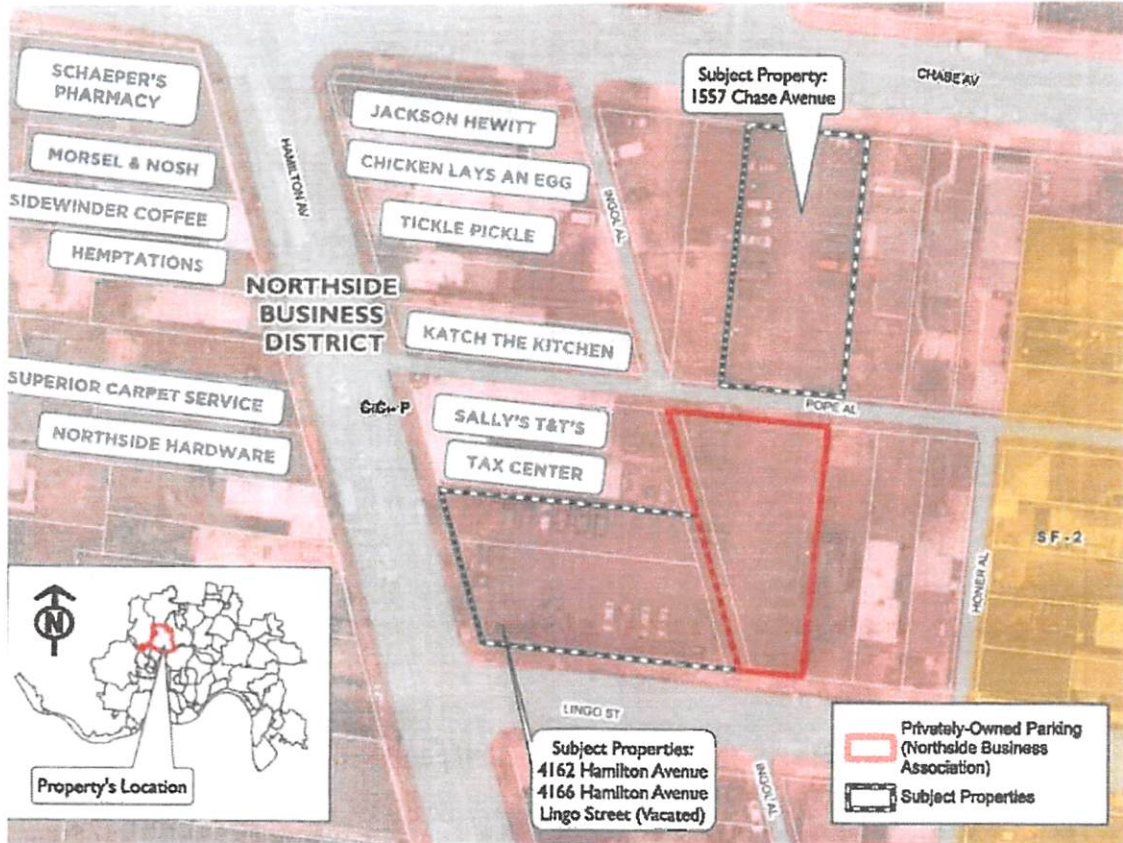 SCHAEPER'S
PHARMACY
MORSEL & NOSH
SIDEWINDER COFFEE
HEMPTATIONS
SUPERIOR CARPET SERVICE
NORTHSIDE HARDWARE
HAMILTON AV
NORTHSIDE
BUSINESS
DISTRICT
JACKSON HEWITT
CHICKEN LAYS AN EGG
TICKLE PICKLE
KATCH THE KITCHEN
SALLY'S T&T'S
TAX CENTER
INGOL AL
Subject Property:
1557 Chase Avenue
CHASE AV
POPE AL
HONER AL
SF-2
LINGO ST
INGOL AL
N
Property's Location
Subject Properties:
4162 Hamilton Avenue
4166 Hamilton Avenue
Lingo Street (Vacated)
Privately-Owned Parking
(Northside Business
Association)
Subject Properties